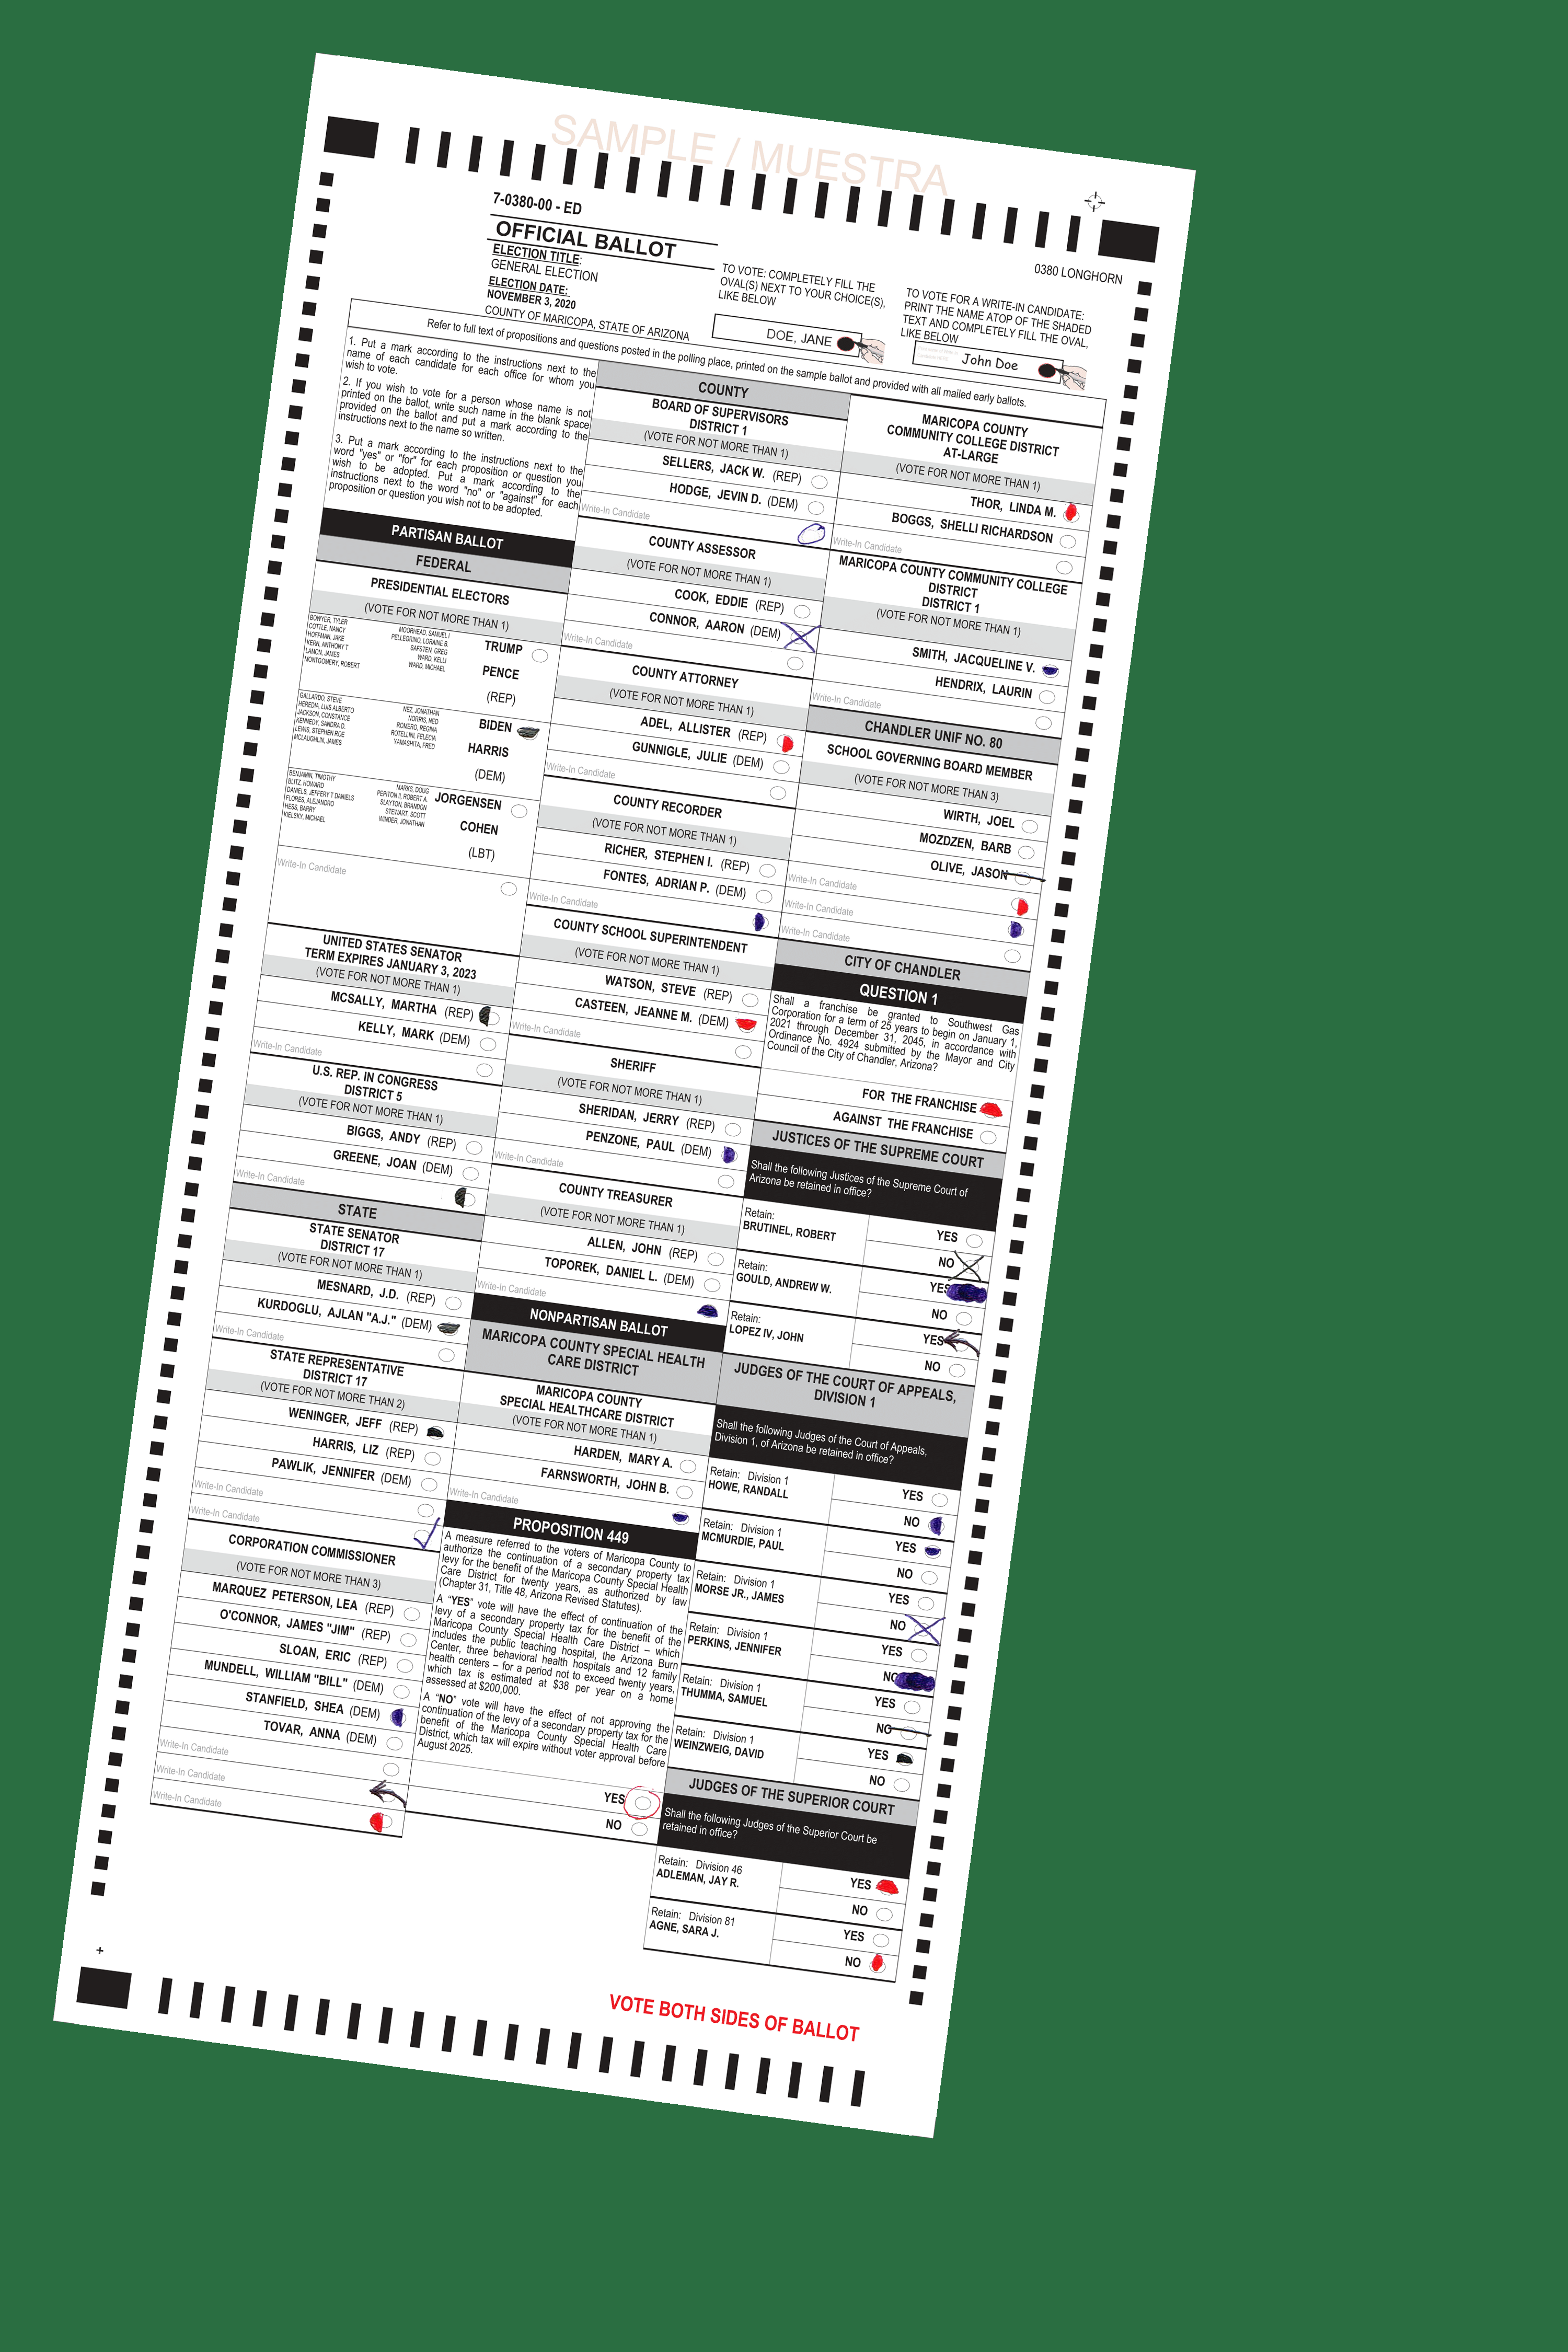 SAMPLE / MUESTRA
7-0380-00 - ED
OFFICIAL BALLOT
ELECTION TITLE:
GENERAL ELECTION
ELECTION DATE:
NOVEMBER 3, 2020
COUNTY OF MARICOPA, STATE OF ARIZONA
TO VOTE: COMPLETELY FILL THE
OVAL(S) NEXT TO YOUR CHOICE(S),
LIKE BELOW
DOE, JANE
0380 LONGHORN
TO VOTE FOR A WRITE-IN CANDIDATE:
PRINT THE NAME ATOP OF THE SHADED
TEXT AND COMPLETELY FILL THE OVAL,
LIKE BELOW
John Doe
Refer to full text of propositions and questions posted in the polling place, printed on the sample ballot and provided with all mailed early ballots.
1. Put a mark according to the instructions next to the
name of each candidate for each office for whom you
wish to vote.
2. If you wish to vote for a person whose name is not
printed on the ballot, write such name in the blank space
provided on the ballot and put a mark according to the
instructions next to the name so written.
3. Put a mark according to the instructions next to the
word "yes" or "for" for each proposition or question you
wish to be adopted. Put a mark according to the
instructions next to the word "no" or "against" for each
proposition or question you wish not to be adopted.
PARTISAN BALLOT
FEDERAL
PRESIDENTIAL ELECTORS
(VOTE FOR NOT MORE THAN 1)
BOWYER, TYLER
COTTLE, NANCY
HOFFMAN, JAKE
KERN, ANTHONY T
LAMON, JAMES
MONTGOMERY, ROBERT
MOORHEAD, SAMUEL I
PELLEGRINO, LORAINE B.
SAFSTEN, GREG
WARD, KELLI
WARD, MICHAEL
TRUMP
PENCE
(REP)
GALLARDO, STEVE
HEREDIA, LUIS ALBERTO
JACKSON, CONSTANCE
KENNEDY, SANDRA D.
LEWIS, STEPHEN ROE
MCLAUGHLIN, JAMES
NEZ, JONATHAN
NORRIS, NED
ROMERO, REGINA
ROTELLINI, FELECIA
YAMASHITA, FRED
BIDEN
HARRIS
(DEM)
BENJAMIN, TIMOTHY
BLITZ, HOWARD
DANIELS, JEFFERY T DANIELS
FLORES, ALEJANDRO
HESS, BARRY
KIELSKY, MICHAEL
MARKS, DOUG
PEPITON II, ROBERT A.
SLAYTON, BRANDON
STEWART, SCOTT
WINDER, JONATHAN
JORGENSEN
COHEN
(LBT)
Write-In Candidate
UNITED STATES SENATOR
TERM EXPIRES JANUARY 3, 2023
(VOTE FOR NOT MORE THAN 1)
MCSALLY, MARTHA (REP)
KELLY, MARK (DEM)
Write-In Candidate
U.S. REP. IN CONGRESS
DISTRICT 5
(VOTE FOR NOT MORE THAN 1)
BIGGS, ANDY (REP)
GREENE, JOAN (DEM)
Write-In Candidate
STATE
STATE SENATOR
DISTRICT 17
(VOTE FOR NOT MORE THAN 1)
MESNARD, J.D. (REP)
KURDOGLU, AJLAN "A.J." (DEM)
Write-In Candidate
STATE REPRESENTATIVE
DISTRICT 17
(VOTE FOR NOT MORE THAN 2)
WENINGER, JEFF (REP)
HARRIS, LIZ (REP)
PAWLIK, JENNIFER (DEM)
Write-In Candidate
Write-In Candidate
CORPORATION COMMISSIONER
(VOTE FOR NOT MORE THAN 3)
MARQUEZ PETERSON, LEA (REP)
O'CONNOR, JAMES "JIM" (REP)
SLOAN, ERIC (REP)
MUNDELL, WILLIAM "BILL" (DEM)
STANFIELD, SHEA (DEM)
TOVAR, ANNA (DEM)
Write-In Candidate
Write-In Candidate
Write-In Candidate
COUNTY
BOARD OF SUPERVISORS
DISTRICT 1
(VOTE FOR NOT MORE THAN 1)
SELLERS, JACK W. (REP)
HODGE, JEVIN D. (DEM)
Write-In Candidate
COUNTY ASSESSOR
(VOTE FOR NOT MORE THAN 1)
COOK, EDDIE (REP)
CONNOR, AARON (DEM)
Write-In Candidate
COUNTY ATTORNEY
(VOTE FOR NOT MORE THAN 1)
ADEL, ALLISTER (REP)
GUNNIGLE, JULIE (DEM)
Write-In Candidate
COUNTY RECORDER
(VOTE FOR NOT MORE THAN 1)
RICHER, STEPHEN I. (REP)
FONTES, ADRIAN P. (DEM)
Write-In Candidate
COUNTY SCHOOL SUPERINTENDENT
(VOTE FOR NOT MORE THAN 1)
WATSON, STEVE (REP)
CASTEEN, JEANNE M. (DEM)
Write-In Candidate
SHERIFF
(VOTE FOR NOT MORE THAN 1)
SHERIDAN, JERRY (REP)
PENZONE, PAUL (DEM)
Write-In Candidate
COUNTY TREASURER
(VOTE FOR NOT MORE THAN 1)
ALLEN, JOHN (REP)
TOPOREK, DANIEL L. (DEM)
Write-In Candidate
NONPARTISAN BALLOT
MARICOPA COUNTY SPECIAL HEALTH
CARE DISTRICT
MARICOPA COUNTY
SPECIAL HEALTHCARE DISTRICT
(VOTE FOR NOT MORE THAN 1)
HARDEN, MARY A.
FARNSWORTH, JOHN B.
Write-In Candidate
PROPOSITION 449
A measure referred to the voters of Maricopa County to
authorize the continuation of a secondary property tax
levy for the benefit of the Maricopa County Special Health
Care District for twenty years, as authorized by law
(Chapter 31, Title 48, Arizona Revised Statutes).
A "YES" vote will have the effect of continuation of the
levy of a secondary property tax for the benefit of the
Maricopa County Special Health Care District – which
includes the public teaching hospital, the Arizona Burn
Center, three behavioral health hospitals and 12 family
health centers – for a period not to exceed twenty years,
which tax is estimated at $38 per year on a home
assessed at $200,000.
A "NO" vote will have the effect of not approving the
continuation of the levy of a secondary property tax for the
benefit of the Maricopa County Special Health Care
District, which tax will expire without voter approval before
August 2025.
YES
NO
MARICOPA COUNTY
COMMUNITY COLLEGE DISTRICT
AT-LARGE
(VOTE FOR NOT MORE THAN 1)
THOR, LINDA M.
BOGGS, SHELLI RICHARDSON
Write-In Candidate
MARICOPA COUNTY COMMUNITY COLLEGE
DISTRICT
DISTRICT 1
(VOTE FOR NOT MORE THAN 1)
SMITH, JACQUELINE V.
HENDRIX, LAURIN
Write-In Candidate
CHANDLER UNIF NO. 80
SCHOOL GOVERNING BOARD MEMBER
(VOTE FOR NOT MORE THAN 3)
WIRTH, JOEL
MOZDZEN, BARB
OLIVE, JASON
Write-In Candidate
Write-In Candidate
Write-In Candidate
CITY OF CHANDLER
QUESTION 1
Shall a franchise be granted to Southwest Gas
Corporation for a term of 25 years to begin on January 1,
2021 through December 31, 2045, in accordance with
Ordinance No. 4924 submitted by the Mayor and City
Council of the City of Chandler, Arizona?
FOR THE FRANCHISE
AGAINST THE FRANCHISE
JUSTICES OF THE SUPREME COURT
Shall the following Justices of the Supreme Court of
Arizona be retained in office?
Retain:
BRUTINEL, ROBERT
YES
NO
Retain:
GOULD, ANDREW W.
YES
NO
Retain:
LOPEZ IV, JOHN
YES
NO
JUDGES OF THE COURT OF APPEALS,
DIVISION 1
Shall the following Judges of the Court of Appeals,
Division 1, of Arizona be retained in office?
Retain: Division 1
HOWE, RANDALL
YES
NO
Retain: Division 1
MCMURDIE, PAUL
YES
NO
Retain: Division 1
MORSE JR., JAMES
YES
NO
Retain: Division 1
PERKINS, JENNIFER
YES
NO
Retain: Division 1
THUMMA, SAMUEL
YES
NO
Retain: Division 1
WEINZWEIG, DAVID
YES
NO
JUDGES OF THE SUPERIOR COURT
Shall the following Judges of the Superior Court be
retained in office?
Retain: Division 46
ADLEMAN, JAY R.
YES
NO
Retain: Division 81
AGNE, SARA J.
YES
NO
VOTE BOTH SIDES OF BALLOT